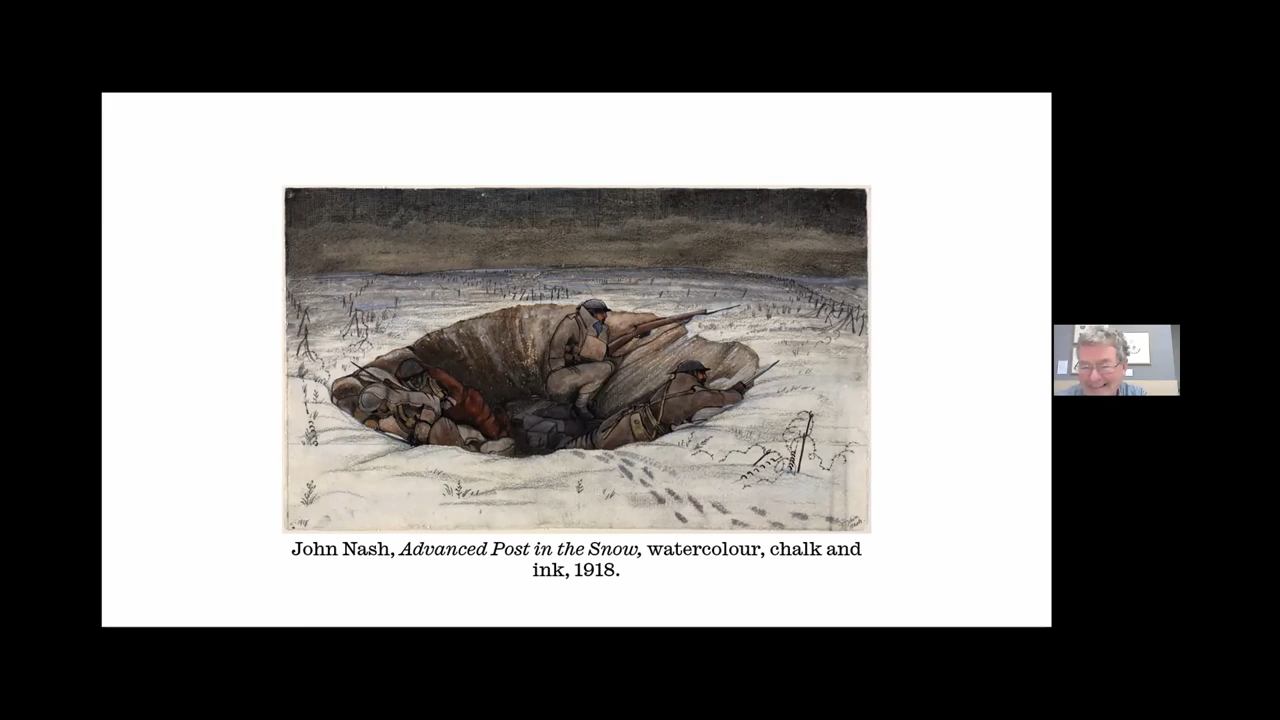 John Nash, Advanced Post in the Snow, watercolour, chalk and
ink, 1918.